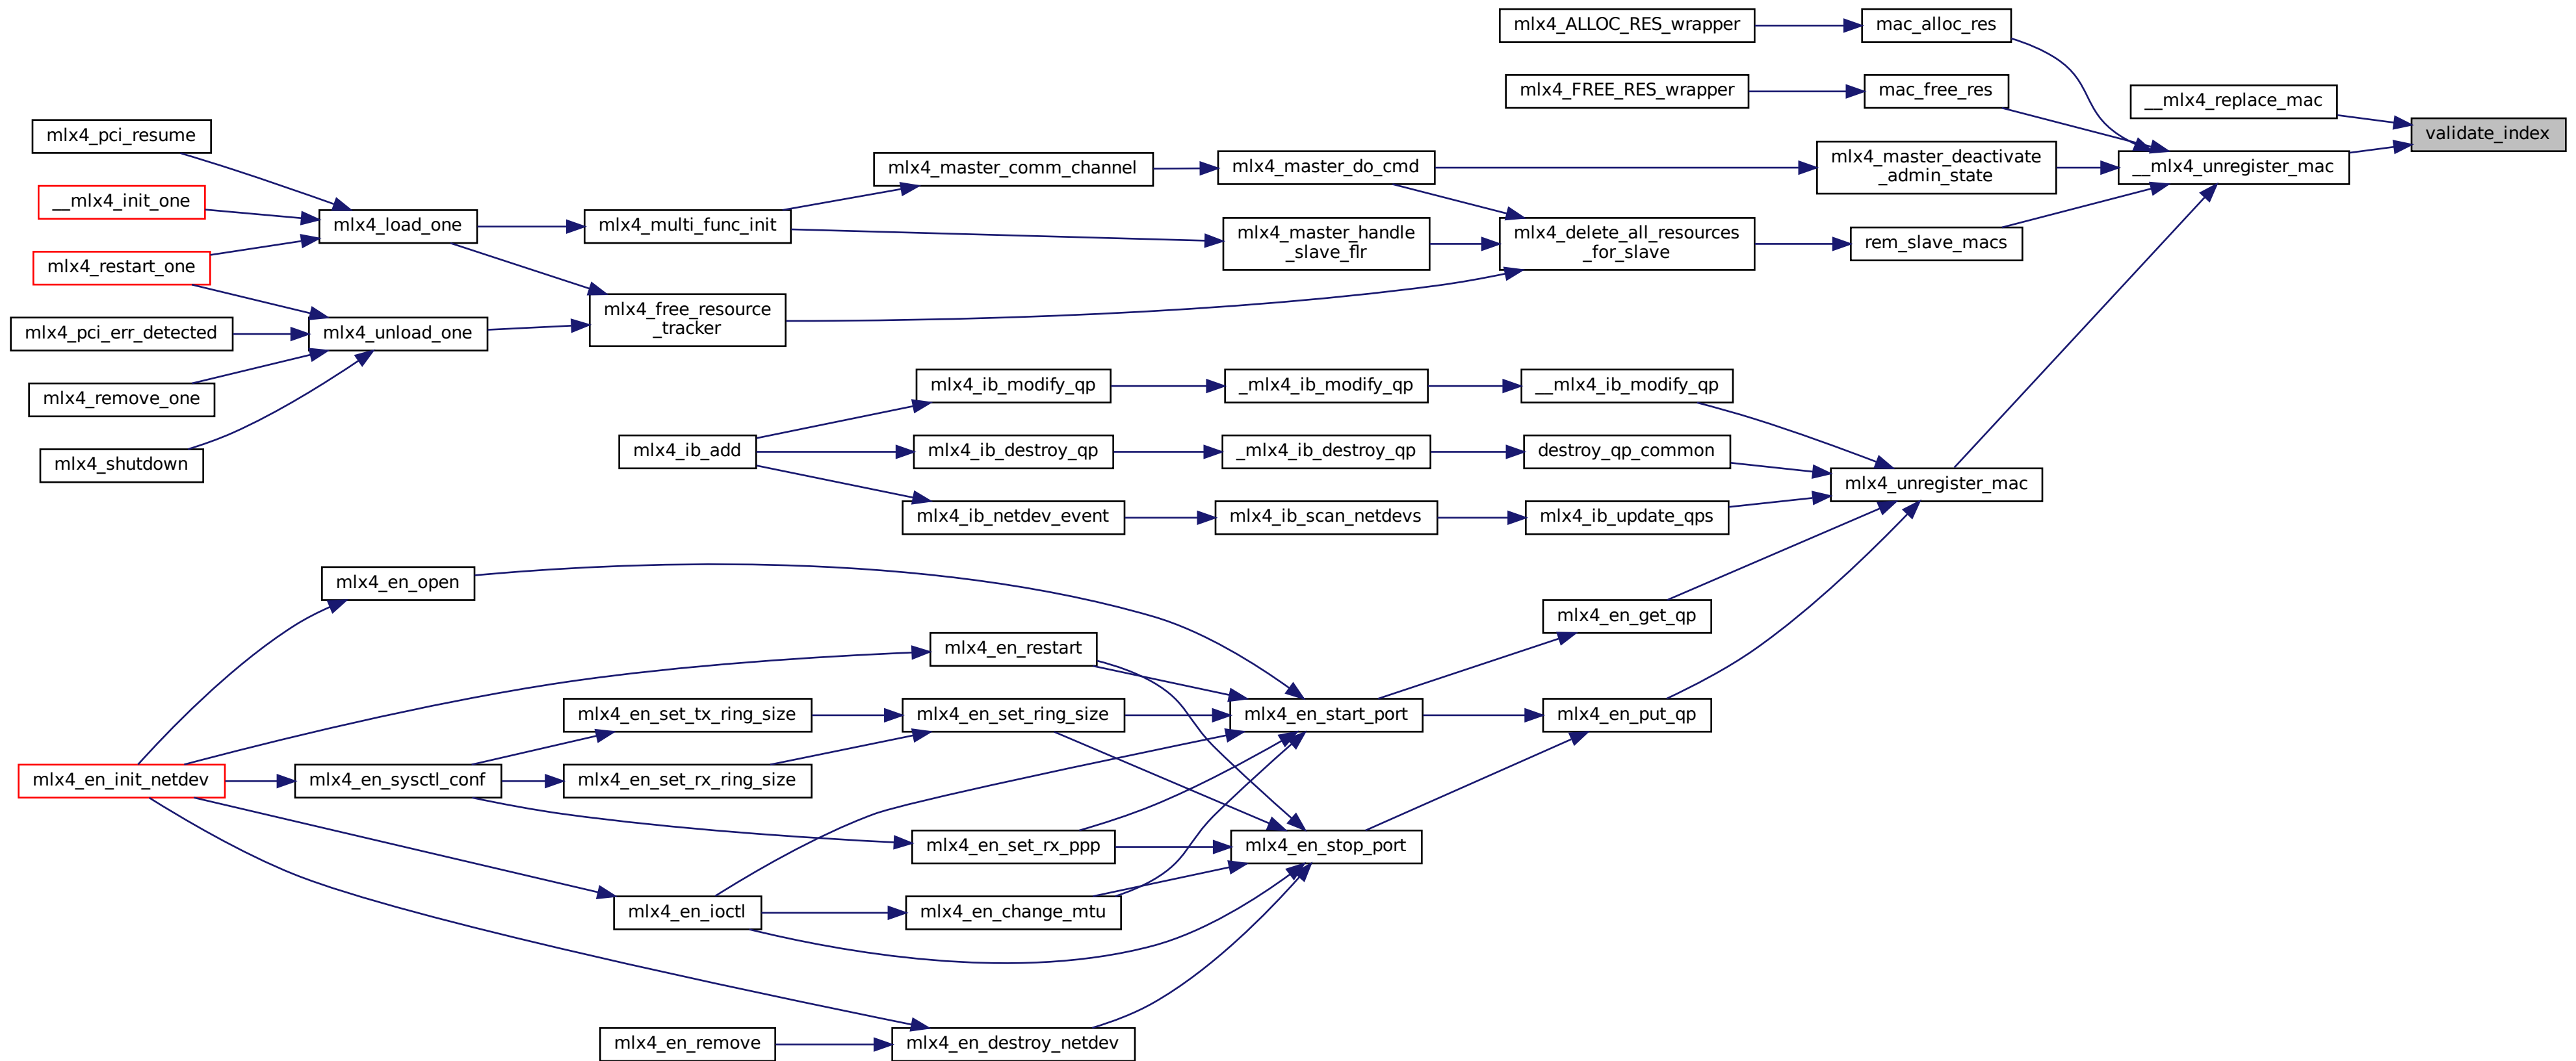 mlx4_ALLOC_RES_wrapper
mac_alloc_res
mlx4_FREE_RES_wrapper
mac_free_res
__mlx4_replace_mac
validate_index
mlx4_pci_resume
mlx4_master_comm_channel
mlx4_master_do_cmd
mlx4_master_deactivate
_admin_state
__mlx4_unregister_mac
__mlx4_init_one
mlx4_load_one
mlx4_multi_func_init
mlx4_master_handle
_slave_flr
mlx4_delete_all_resources
_for_slave
rem_slave_macs
mlx4_restart_one
mlx4_free_resource
_tracker
mlx4_pci_err_detected
mlx4_unload_one
mlx4_remove_one
mlx4_ib_modify_qp
_mlx4_ib_modify_qp
__mlx4_ib_modify_qp
mlx4_shutdown
mlx4_ib_add
mlx4_ib_destroy_qp
_mlx4_ib_destroy_qp
destroy_qp_common
mlx4_unregister_mac
mlx4_ib_netdev_event
mlx4_ib_scan_netdevs
mlx4_ib_update_qps
mlx4_en_open
mlx4_en_get_qp
mlx4_en_restart
mlx4_en_set_tx_ring_size
mlx4_en_set_ring_size
mlx4_en_start_port
mlx4_en_put_qp
mlx4_en_init_netdev
mlx4_en_sysctl_conf
mlx4_en_set_rx_ring_size
mlx4_en_set_rx_ppp
mlx4_en_stop_port
mlx4_en_ioctl
mlx4_en_change_mtu
mlx4_en_remove
mlx4_en_destroy_netdev